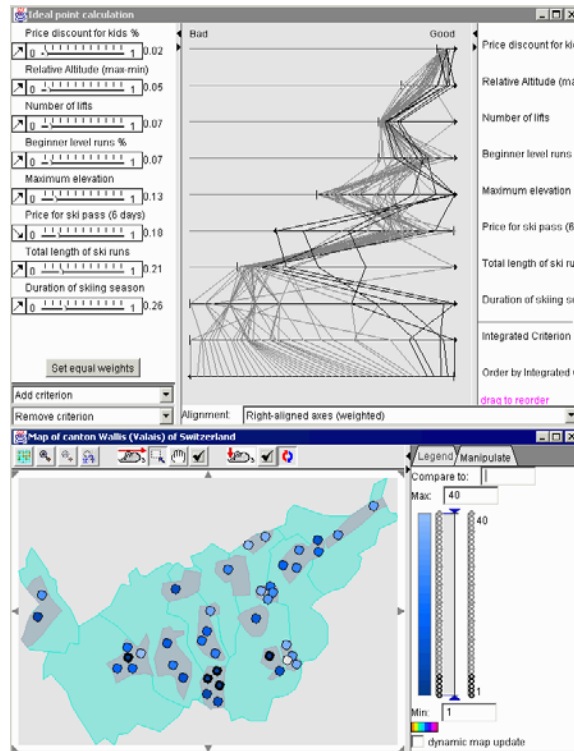 Ideal point calculation
Price discount for kids %
0 1 0.02
Relative Altitude (max-min)
0 1 0.05
Number of lifts
0 1 0.07
Beginner level runs %
0 1 0.07
Maximum elevation
0 1 0.13
Price for ski pass (6 days)
0 1 0.18
Total length of ski runs
0 1 0.21
Duration of skiing season
0 1 0.26
Set equal weights
Add criterion
Remove criterion
Bad Good
Price discount for kid
Relative Altitude (ma
Number of lifts
Beginner level runs
Maximum elevation
Price for ski pass (6
Total length of ski ru
Duration of skiing se
Integrated Criterion
Order by Integrated
drag to reorder
Alignment: Right-aligned axes (weighted)
Map of canton Wallis (Valais) of Switzerland
Legend Manipulate
Compare to:
Max: 40
40
1
Min: 1
dynamic map update